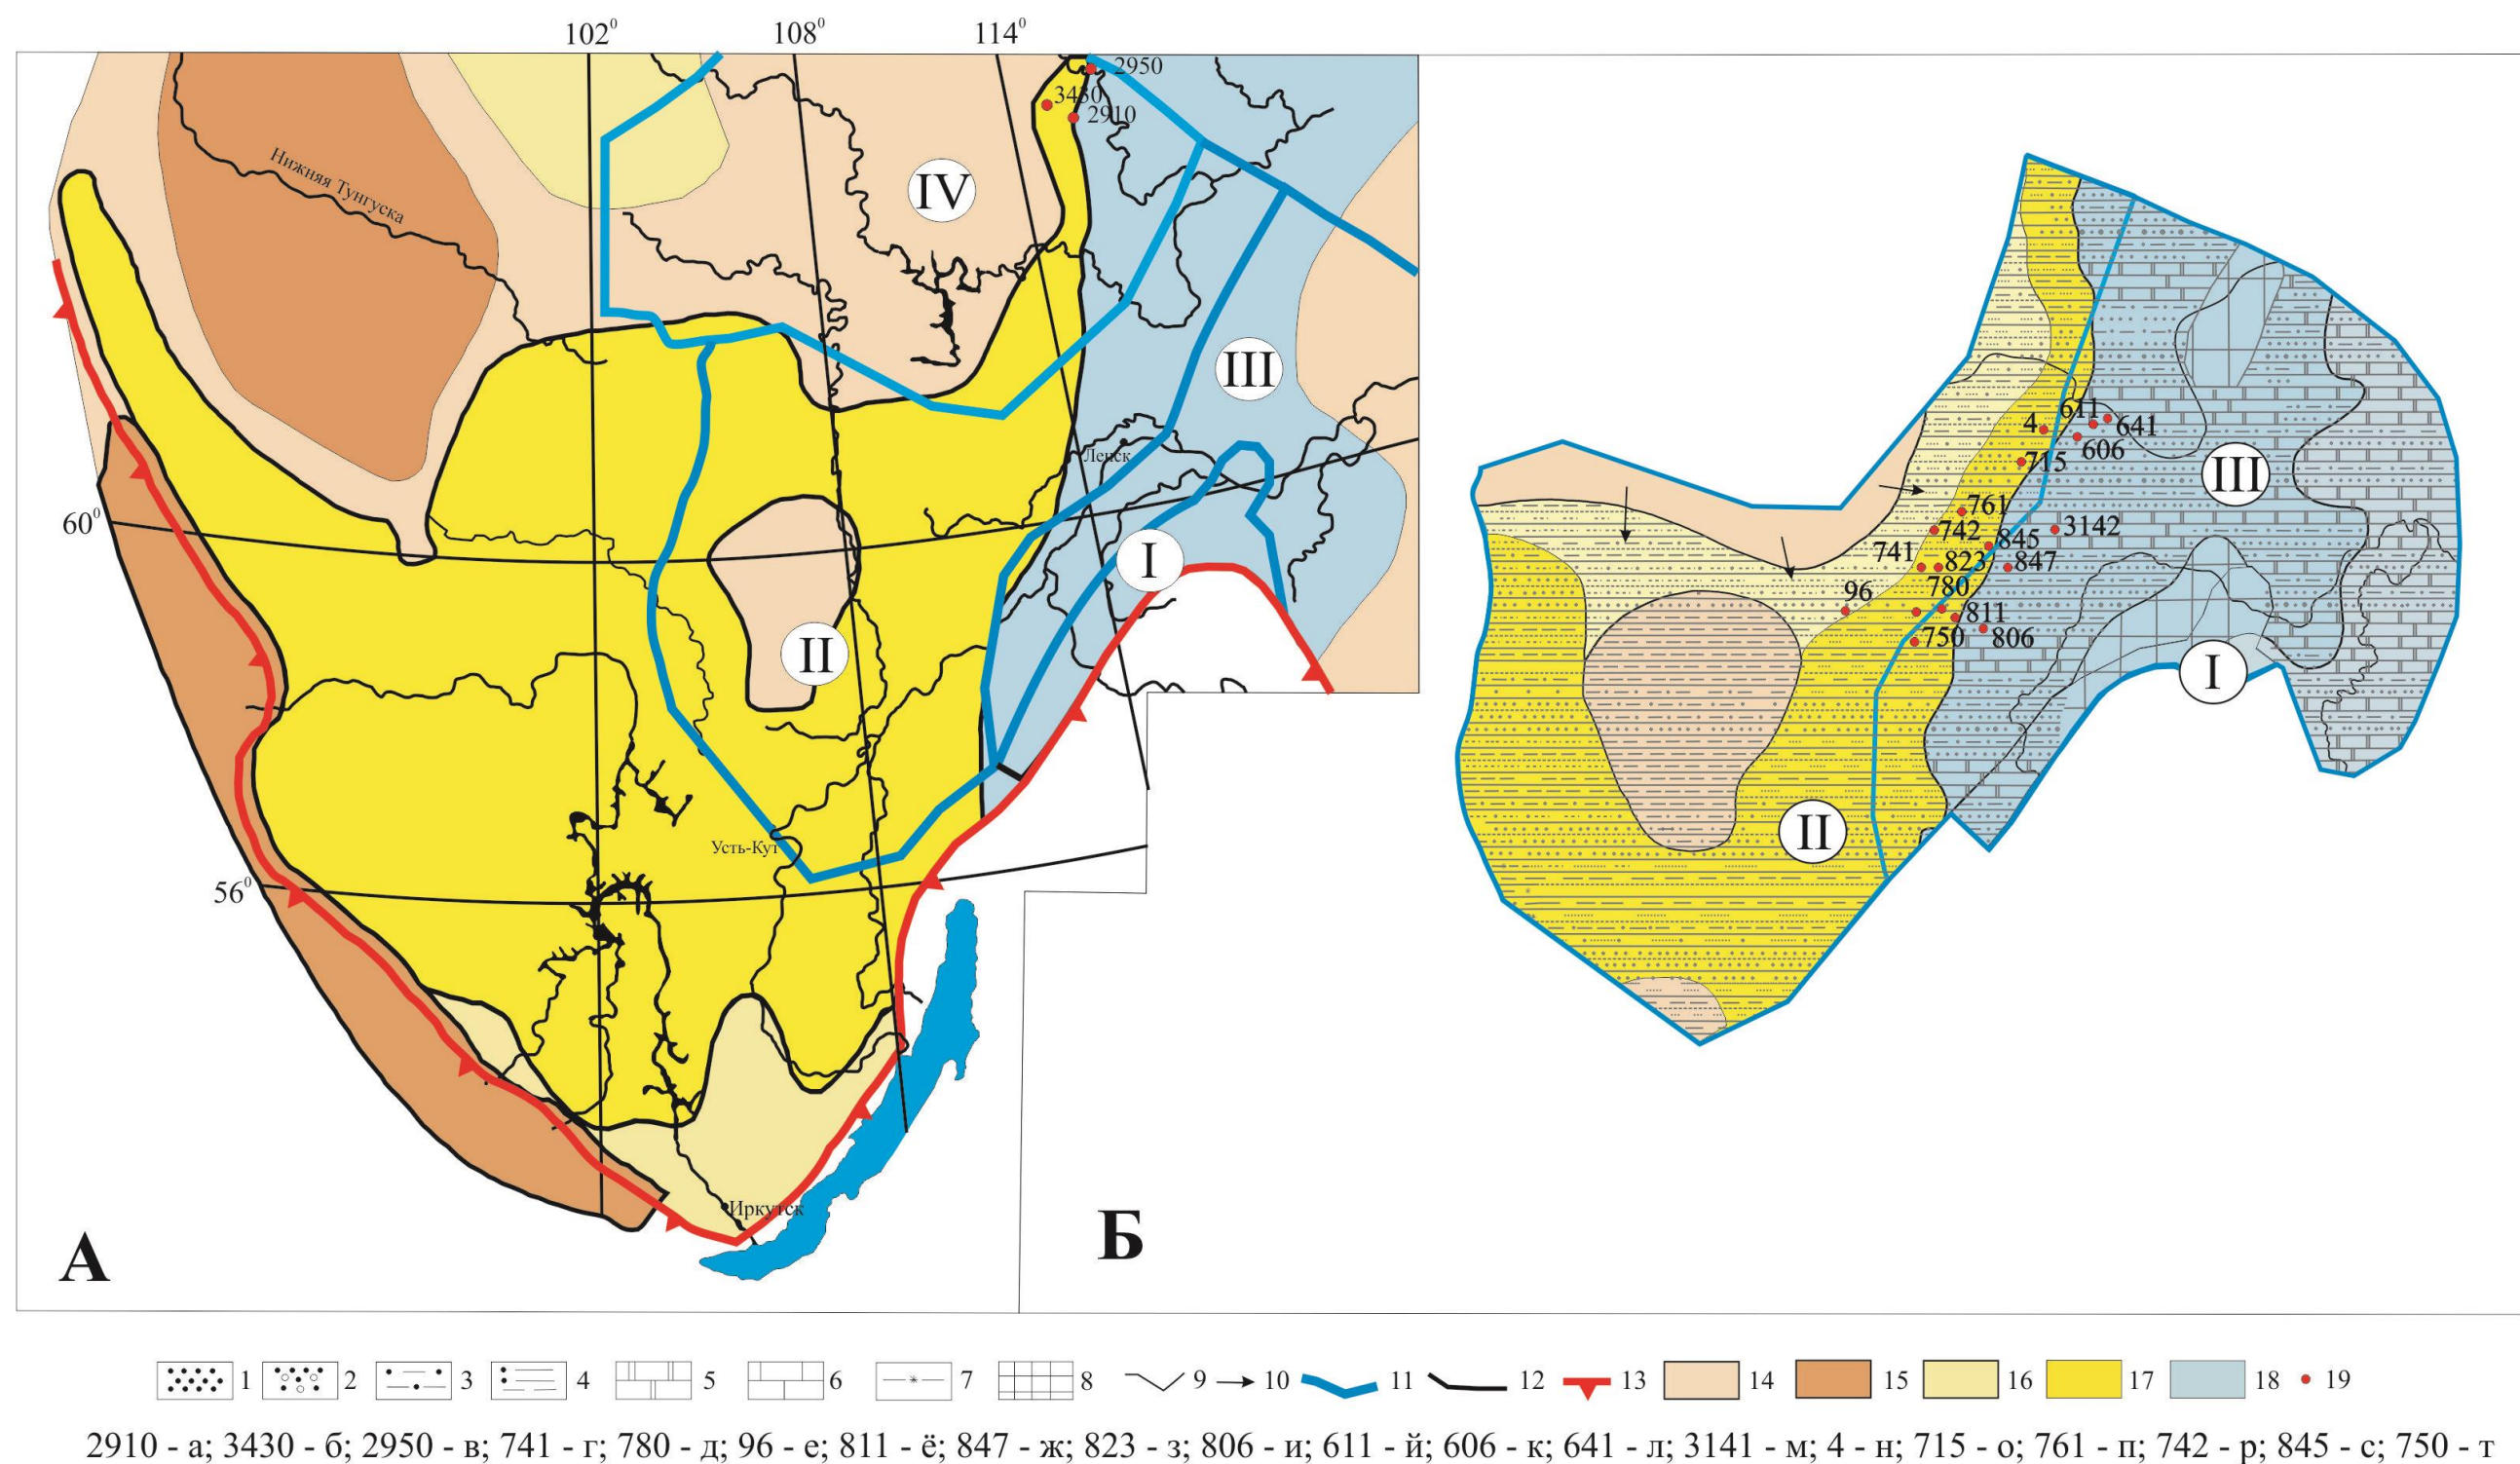 102⁰ 108⁰ 114⁰
2950
3430
2910
Нижняя Тунгуска
IV
III
Ленск
60⁰
I
II
Усть-Кут
56⁰
Иркутск
А
Б
611
4 641
606
715
III
761
742 3142
845
741 823 847
780
96
811
750 806
I
II
1 2 3 4 5 6 7 8 9 10 11 12 13 14 15 16 17 18 19
2910 - а; 3430 - б; 2950 - в; 741 - г; 780 - д; 96 - е; 811 - ё; 847 - ж; 823 - з; 806 - и; 611 - й; 606 - к; 641 - л; 3141 - м; 4 - н; 715 - о; 761 - п; 742 - р; 845 - с; 750 - т